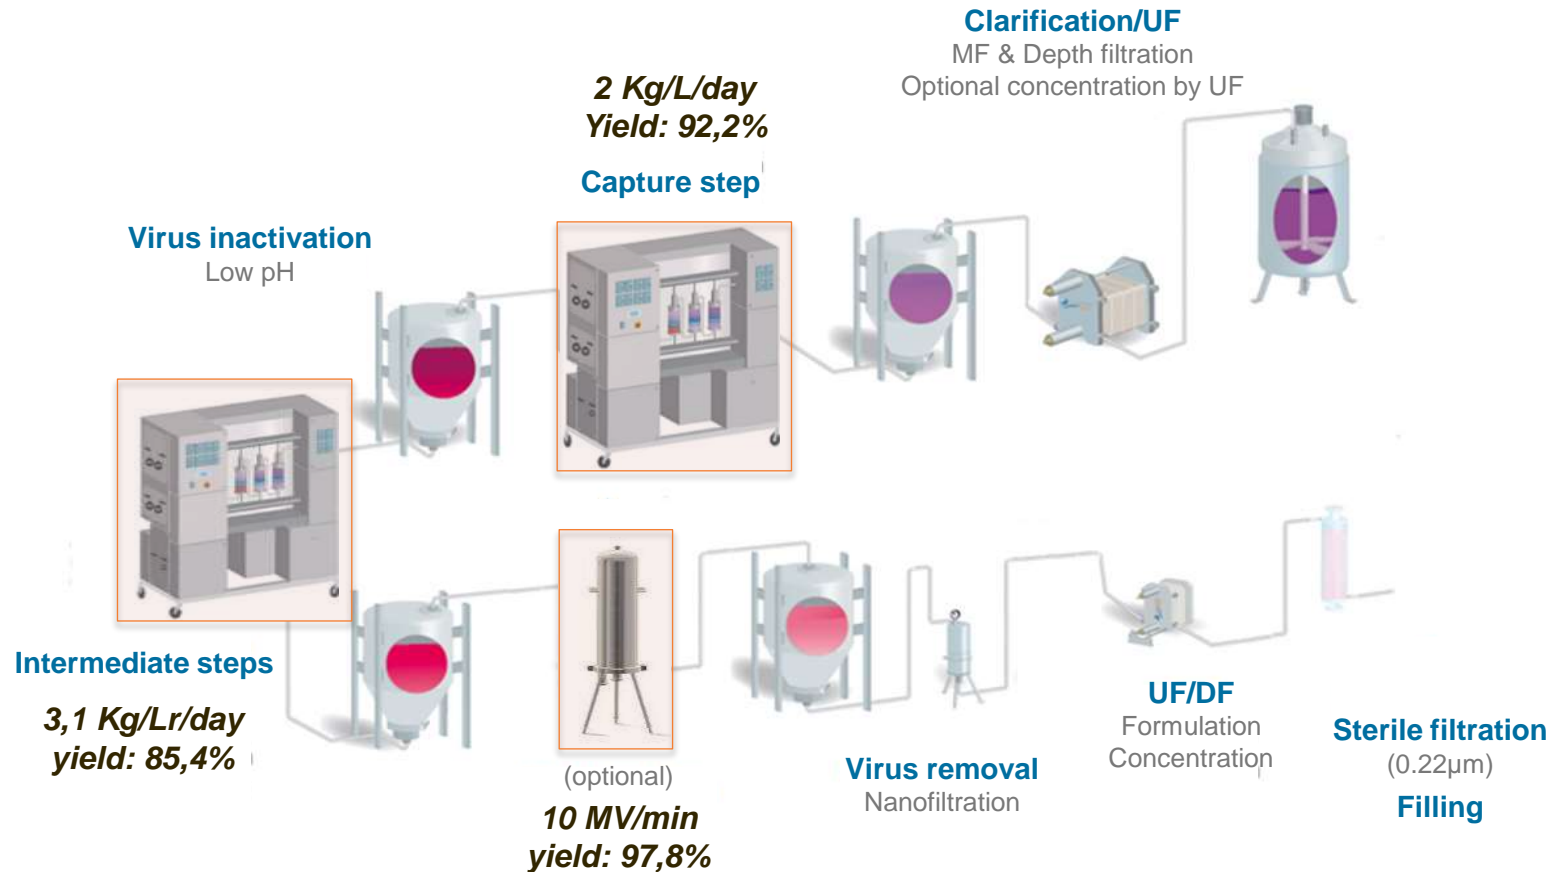 Clarification/UF
MF & Depth filtration
Optional concentration by UF
2 Kg/L/day
Yield: 92,2%
Capture step
Virus inactivation
Low pH
Intermediate steps
3,1 Kg/Lr/day
yield: 85,4%
(optional)
10 MV/min
yield: 97,8%
Virus removal
Nanofiltration
UF/DF
Formulation
Concentration
Sterile filtration
(0.22µm)
Filling